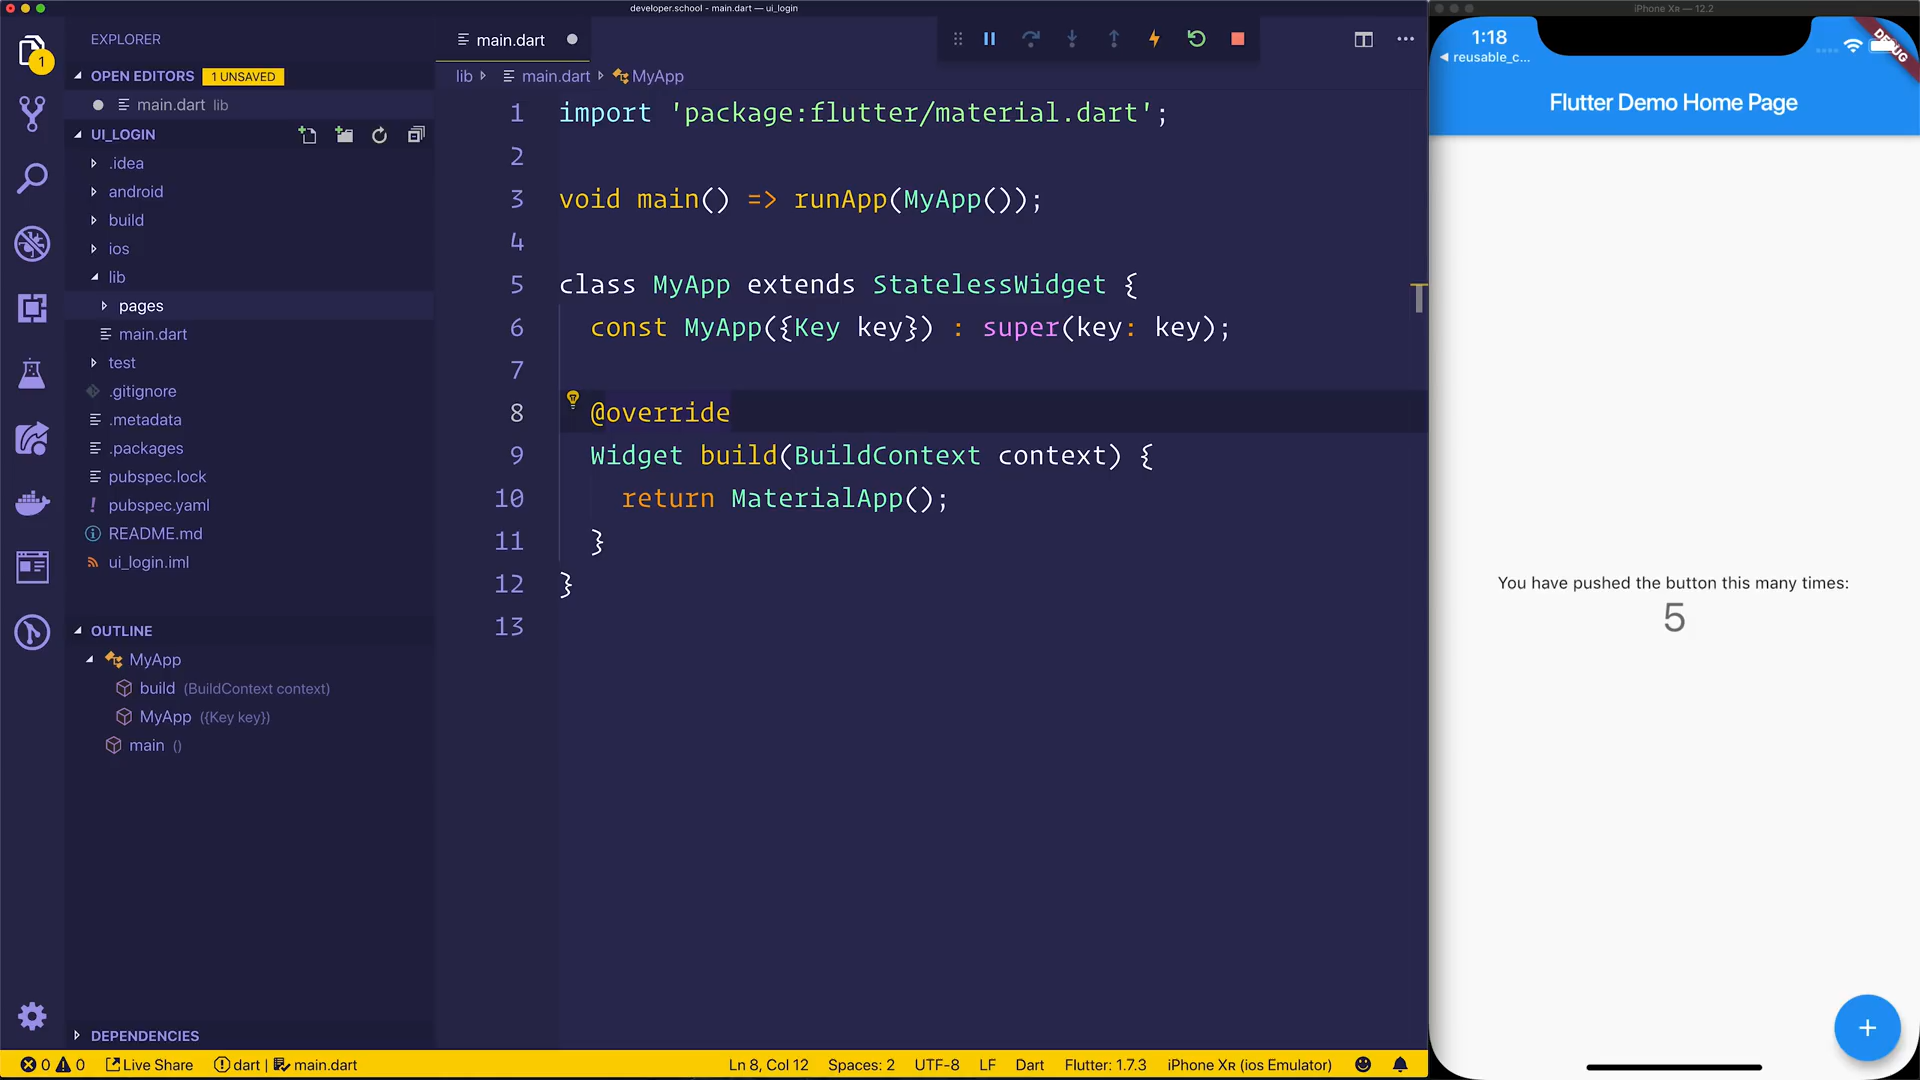 developer.school - main.dart — ui_login
EXPLORER
1
OPEN EDITORS 1 UNSAVED
main.dart lib
UI_LOGIN
.idea
android
build
ios
lib
pages
main.dart
test
.gitignore
.metadata
.packages
pubspec.lock
pubspec.yaml
README.md
ui_login.iml
OUTLINE
MyApp
build (BuildContext context)
MyApp ({Key key})
main ()
DEPENDENCIES
main.dart
lib main.dart MyApp
1 import 'package:flutter/material.dart';
2
3 void main() => runApp(MyApp());
4
5 class MyApp extends StatelessWidget {
6 const MyApp({Key key}) : super(key: key);
7
8 @override
9 Widget build(BuildContext context) {
10 return MaterialApp();
11 }
12 }
13
0 0 Live Share dart | main.dart Ln 8, Col 12 Spaces: 2 UTF-8 LF Dart Flutter: 1.7.3 iPhone Xʀ (ios Emulator)
iPhone Xʀ — 12.2
1:18
reusable_c...
DEBUG
Flutter Demo Home Page
You have pushed the button this many times:
5
+